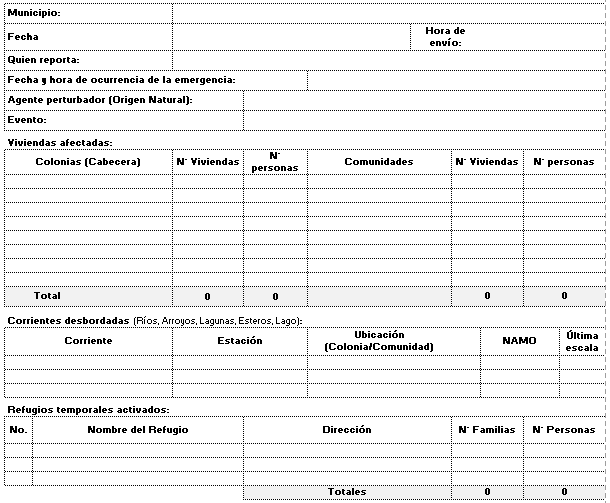 Municipio:
Fecha Hora de envío:
Quien reporta:
Fecha y hora de ocurrencia de la emergencia:
Agente perturbador (Origen Natural):
Evento:
Viviendas afectadas:
Colonias (Cabecera) N° Viviendas N° personas Comunidades N° Viviendas N° personas
Total 0 0 0 0
Corrientes desbordadas (Ríos, Arroyos, Lagunas, Esteros, Lago):
Corriente Estación Ubicación (Colonia/Comunidad) NAMO Última escala
Refugios temporales activados:
No. Nombre del Refugio Dirección N° Familias N° Personas
Totales 0 0